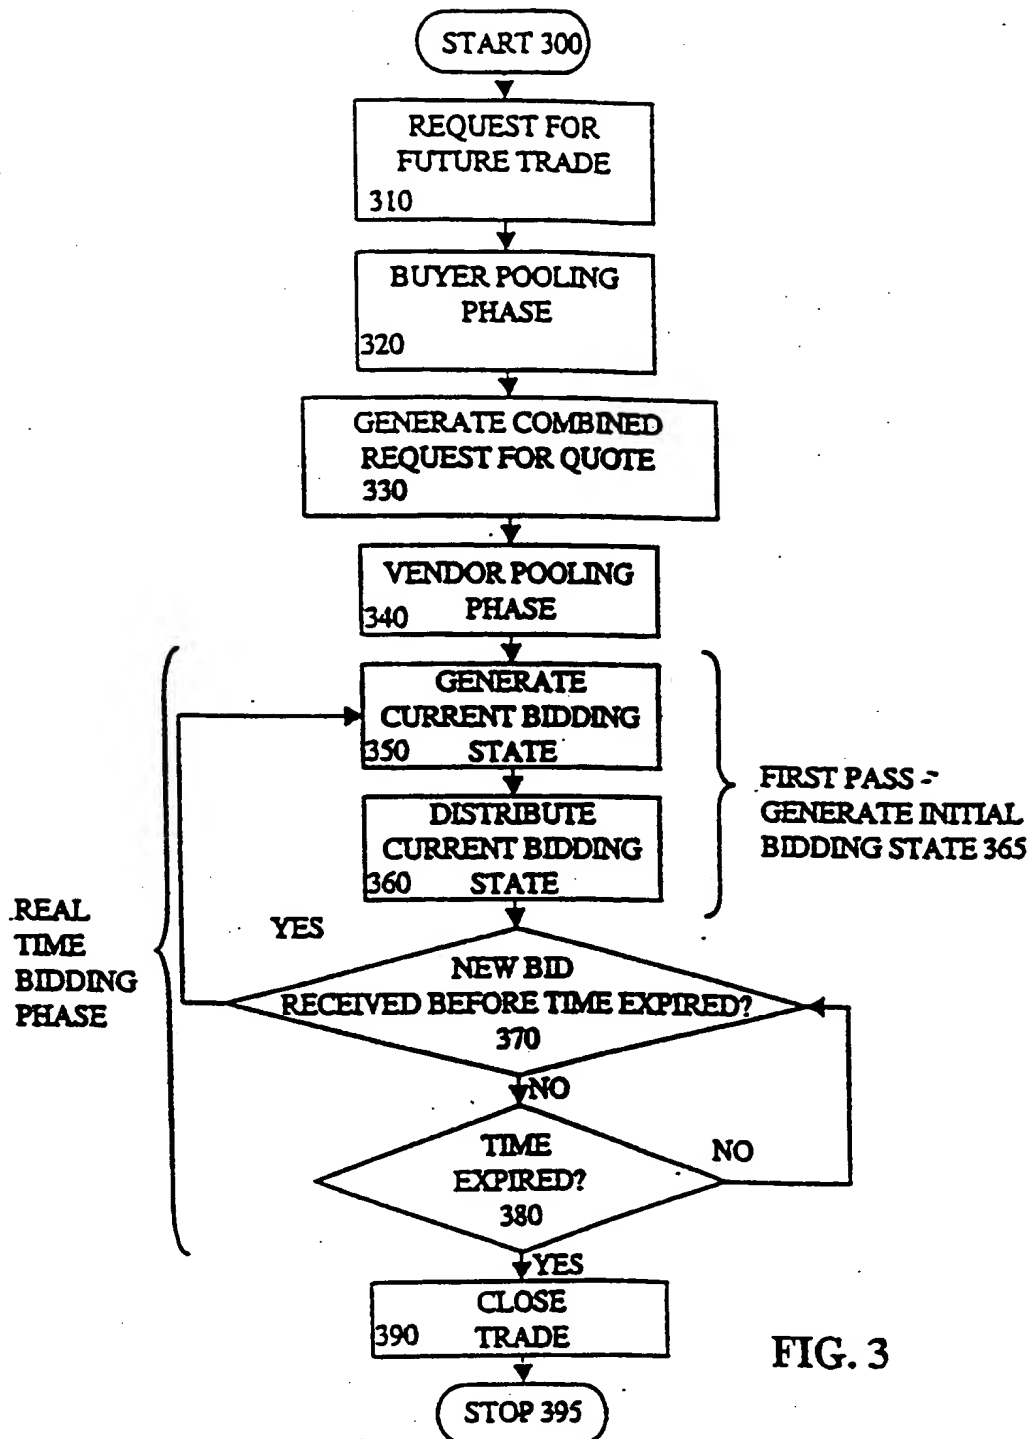 START 300
REQUEST FOR
FUTURE TRADE
310
BUYER POOLING
PHASE
320
GENERATE COMBINED
REQUEST FOR QUOTE
330
VENDOR POOLING
PHASE
340
GENERATE
CURRENT BIDDING
STATE
350
DISTRIBUTE
CURRENT BIDDING
STATE
360
FIRST PASS -
GENERATE INITIAL
BIDDING STATE 365
REAL
TIME
BIDDING
PHASE
YES
NEW BID
RECEIVED BEFORE TIME EXPIRED?
370
NO
TIME
EXPIRED?
380
NO
YES
CLOSE
TRADE
390
FIG. 3
STOP 395